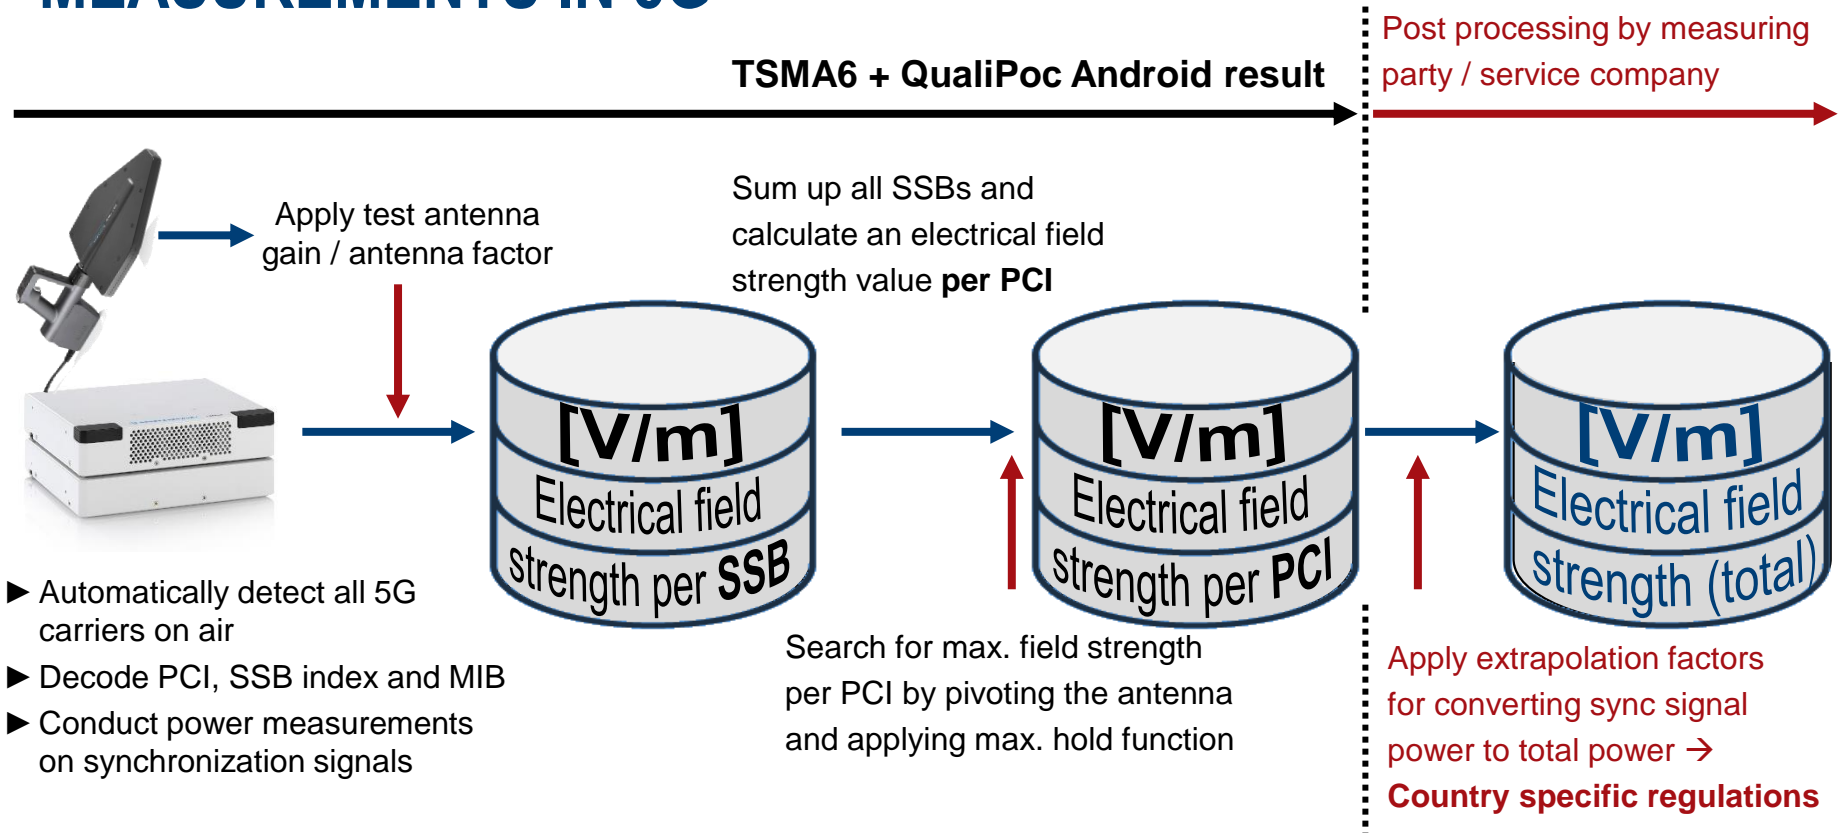 MEASUREMENTS IN 5G
TSMA6 + QualiPoc Android result
Post processing by measuring
party / service company
Apply test antenna
gain / antenna factor
Sum up all SSBs and
calculate an electrical field
strength value per PCI
[V/m]
Electrical field
strength per SSB
[V/m]
Electrical field
strength per PCI
[V/m]
Electrical field
strength (total)
► Automatically detect all 5G
carriers on air
► Decode PCI, SSB index and MIB
► Conduct power measurements
on synchronization signals
Search for max. field strength
per PCI by pivoting the antenna
and applying max. hold function
Apply extrapolation factors
for converting sync signal
power to total power →
Country specific regulations